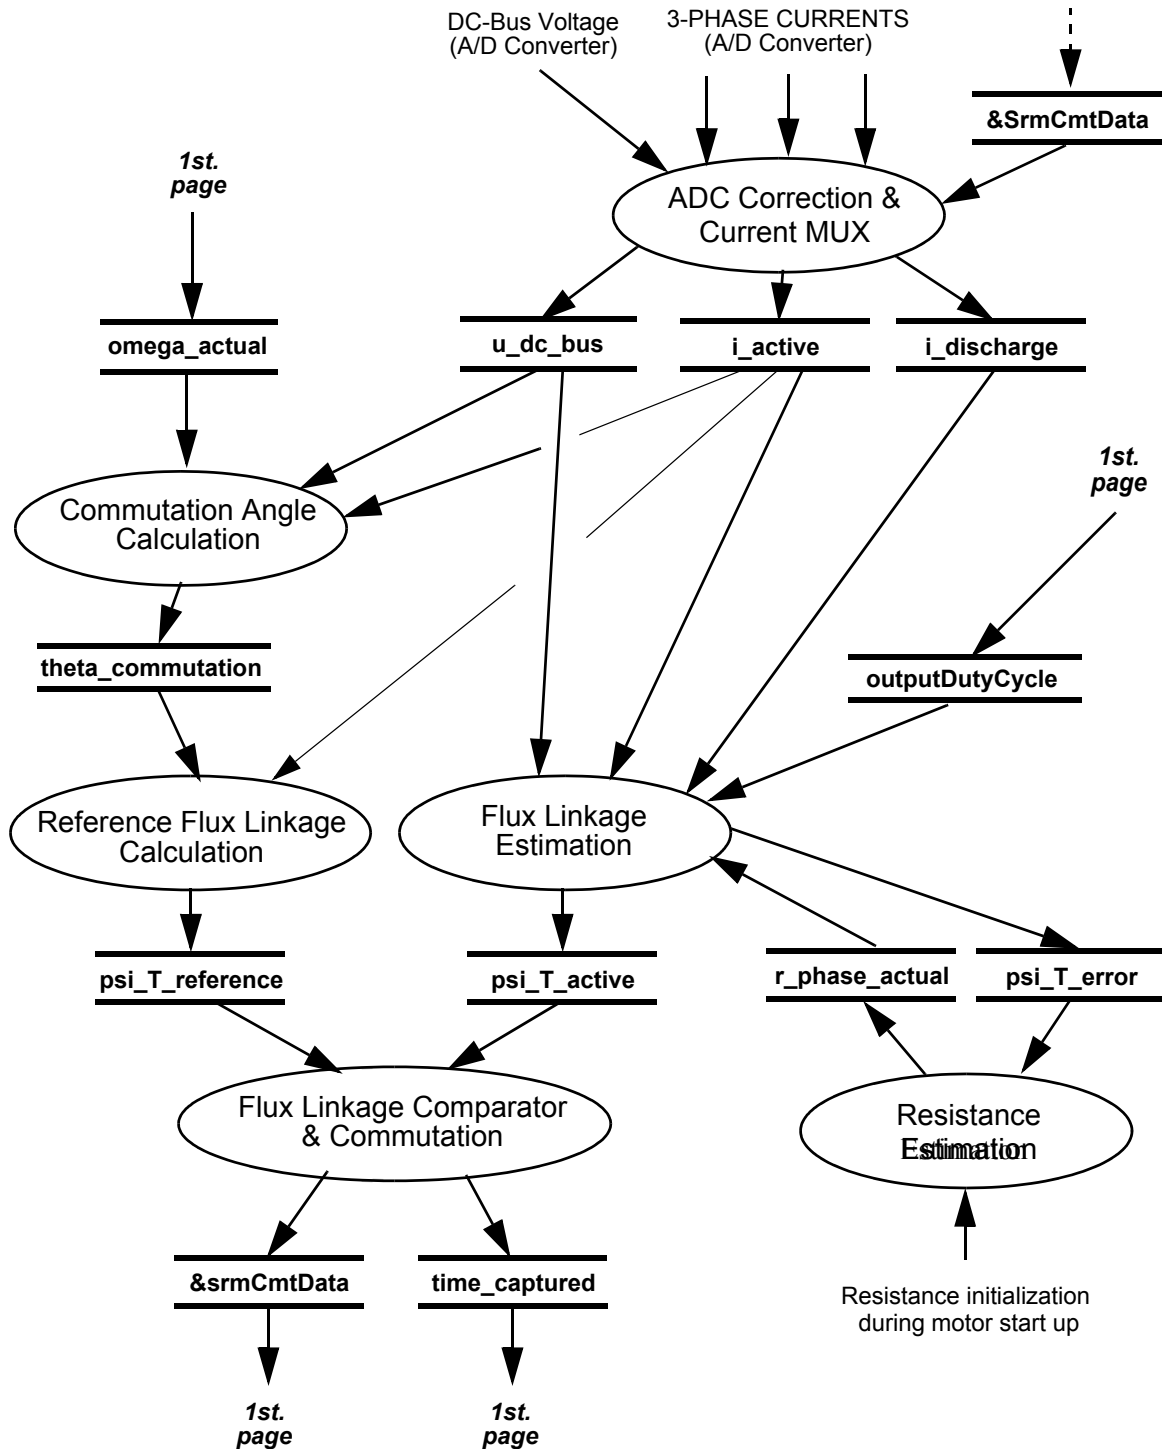 DC-Bus Voltage
(A/D Converter)
3-PHASE CURRENTS
(A/D Converter)
&SrmCmtData
1st.
page
ADC Correction &
Current MUX
omega_actual
u_dc_bus
i_active
i_discharge
1st.
page
Commutation Angle
Calculation
theta_commutation
outputDutyCycle
Reference Flux Linkage
Calculation
Flux Linkage
Estimation
psi_T_reference
psi_T_active
r_phase_actual
psi_T_error
Flux Linkage Comparator
& Commutation
Resistance
Estimation
&srmCmtData
time_captured
Resistance initialization
during motor start up
1st.
page
1st.
page